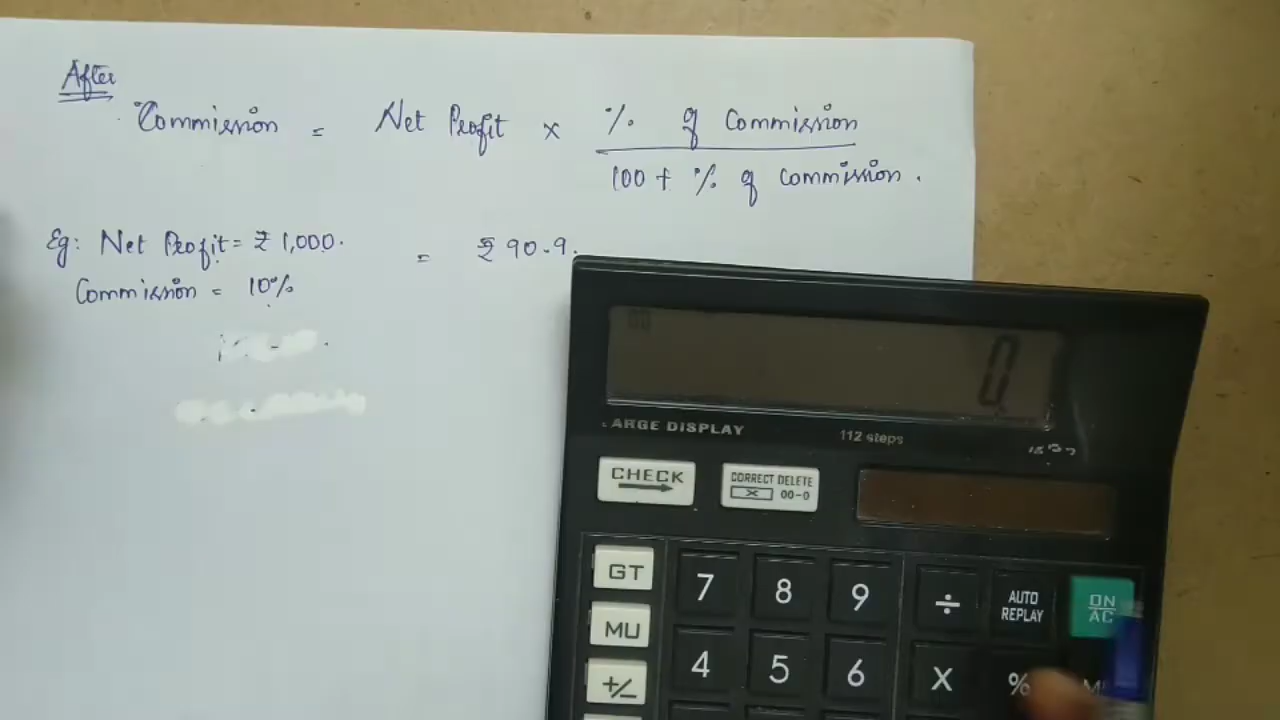 After
Commission = Net Profit × % of Commission
100 + % of Commission.
Eg: Net Profit = ₹ 1,000.
= ₹ 90.9.
Commission = 10%
0
ARGE DISPLAY
112 steps
CHECK
CORRECT DELETE
00-0
GT
7 8 9 ÷
AUTO
REPLAY
ON
AC
MU
4 5 6 X %
+/-